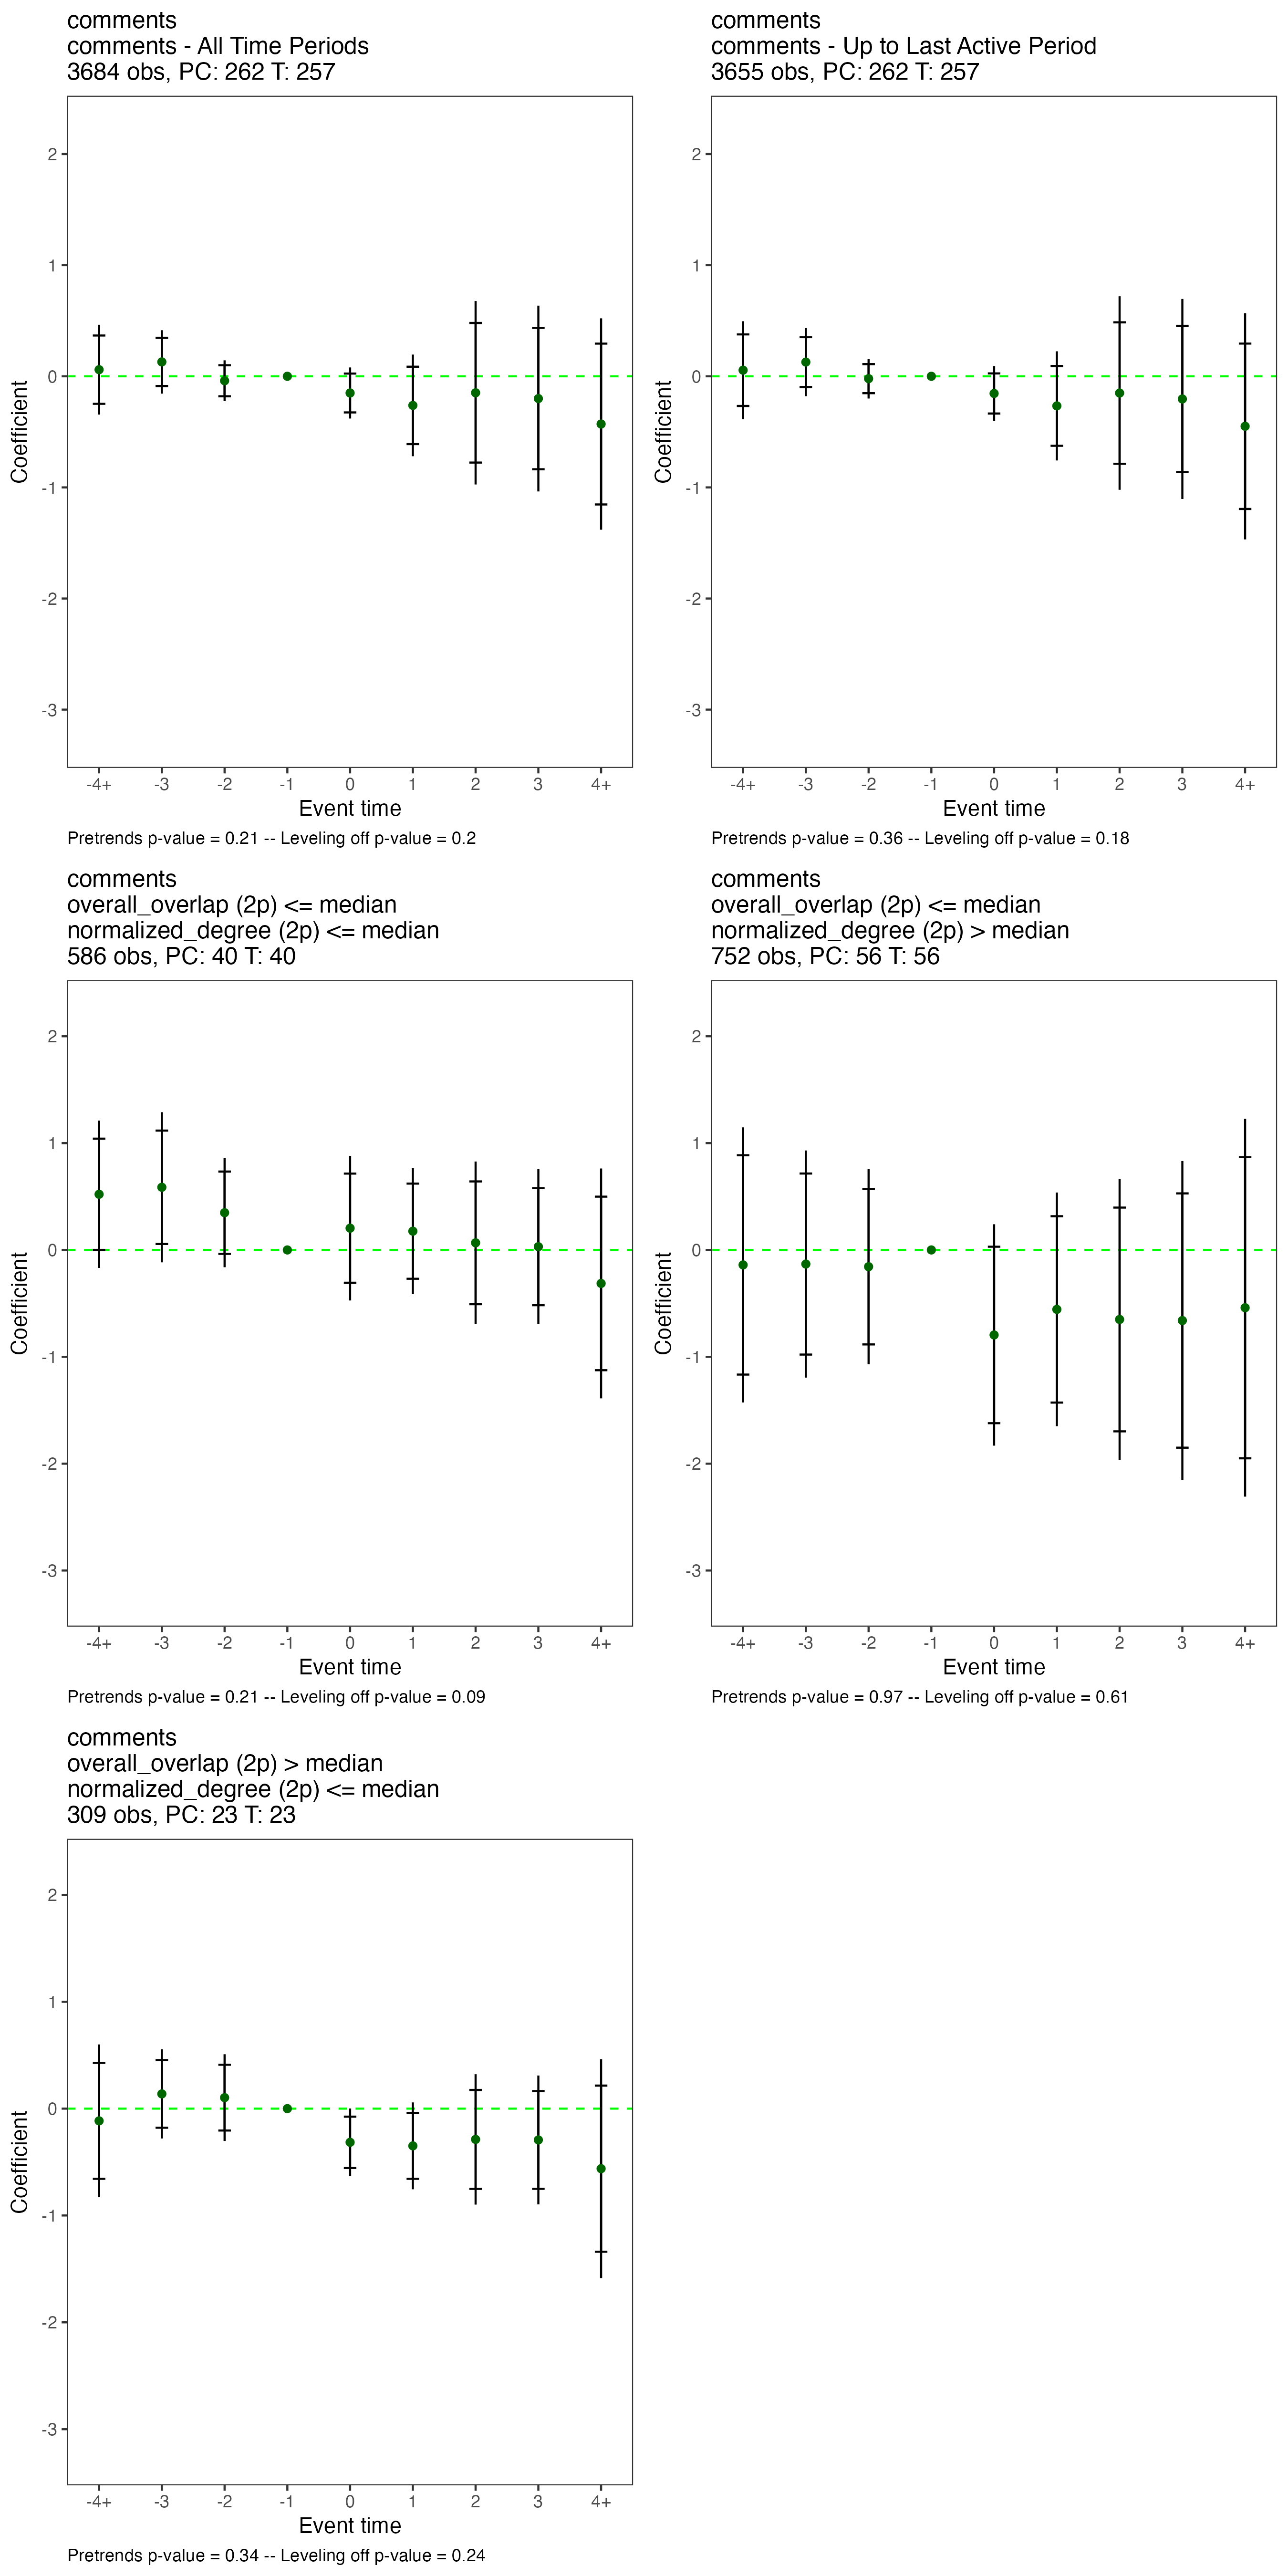 comments
comments - All Time Periods
3684 obs, PC: 262 T: 257
2
1
0
-1
-2
-3
Coefficient
-4+ -3 -2 -1 0 1 2 3 4+
Event time
Pretrends p-value = 0.21 -- Leveling off p-value = 0.2
comments
comments - Up to Last Active Period
3655 obs, PC: 262 T: 257
2
1
0
-1
-2
-3
Coefficient
-4+ -3 -2 -1 0 1 2 3 4+
Event time
Pretrends p-value = 0.36 -- Leveling off p-value = 0.18
comments
overall_overlap (2p) <= median
normalized_degree (2p) <= median
586 obs, PC: 40 T: 40
2
1
0
-1
-2
-3
Coefficient
-4+ -3 -2 -1 0 1 2 3 4+
Event time
Pretrends p-value = 0.21 -- Leveling off p-value = 0.09
comments
overall_overlap (2p) <= median
normalized_degree (2p) > median
752 obs, PC: 56 T: 56
2
1
0
-1
-2
-3
Coefficient
-4+ -3 -2 -1 0 1 2 3 4+
Event time
Pretrends p-value = 0.97 -- Leveling off p-value = 0.61
comments
overall_overlap (2p) > median
normalized_degree (2p) <= median
309 obs, PC: 23 T: 23
2
1
0
-1
-2
-3
Coefficient
-4+ -3 -2 -1 0 1 2 3 4+
Event time
Pretrends p-value = 0.34 -- Leveling off p-value = 0.24